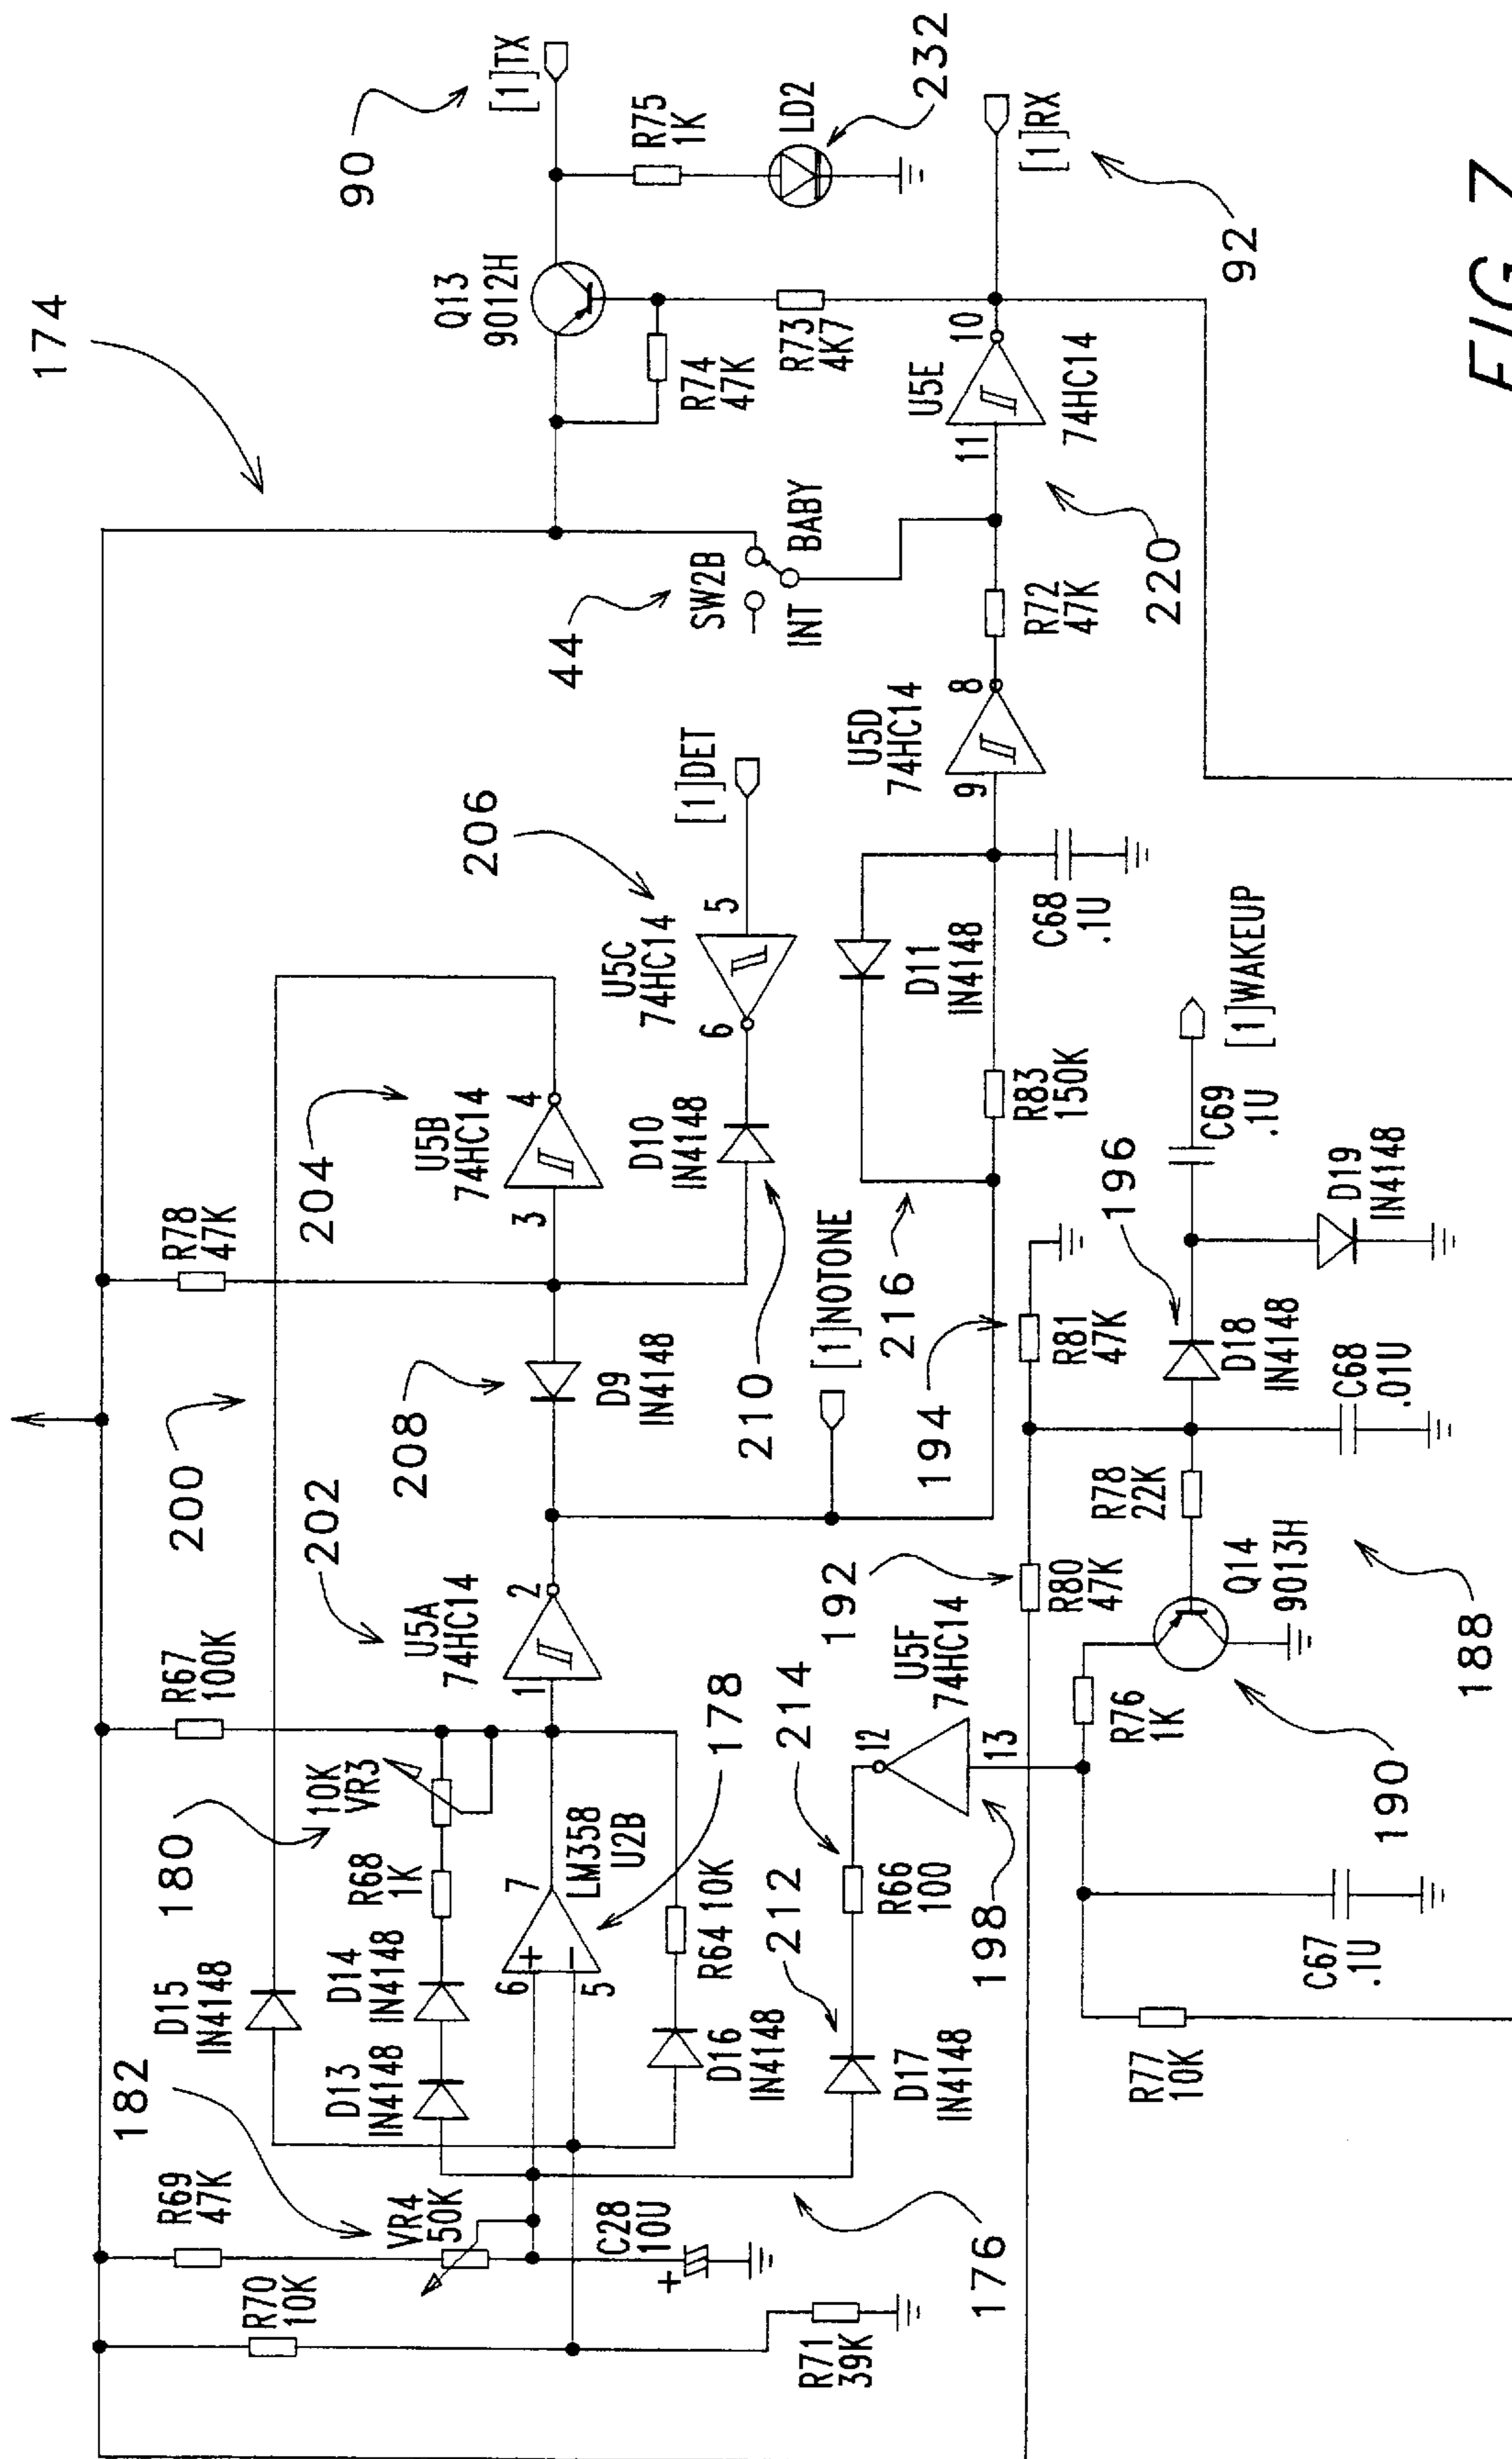 174
90
[1]TX
Q13
9012H
R75
1K
LD2
232
R74
47K
R73
4K7
[1]RX
92
U5E
10
11
74HC14
220
44
SW2B
BABY
INT
R72
47K
U5D
74HC14
8
9
[1]DET
206
U5C
74HC14
5
6
D10
IN4148
210
D11
IN4148
216
C68
.1U
R83
150K
[1]NOTONE
[1]WAKEUP
C69
.1U
196
D19
IN4148
D18
IN4148
194
R81
47K
C68
.01U
R78
22K
192
R80
47K
Q14
9013H
188
190
R76
1K
C67
.1U
R77
10K
204
U5B
74HC14
4
3
R78
47K
200
208
D9
IN4148
202
U5A
74HC14
2
1
R67
100K
180
10K
VR3
R68
1K
178
LM358
U2B
7
6
+
−
5
R64 10K
D15
IN4148
D14
IN4148
D13
IN4148
D16
IN4148
214
212
R66
100
D17
IN4148
U5F
74HC14
12
13
198
182
R69
47K
VR4
50K
C28
10U
+
R70
10K
R71
39K
176
FIG. 7